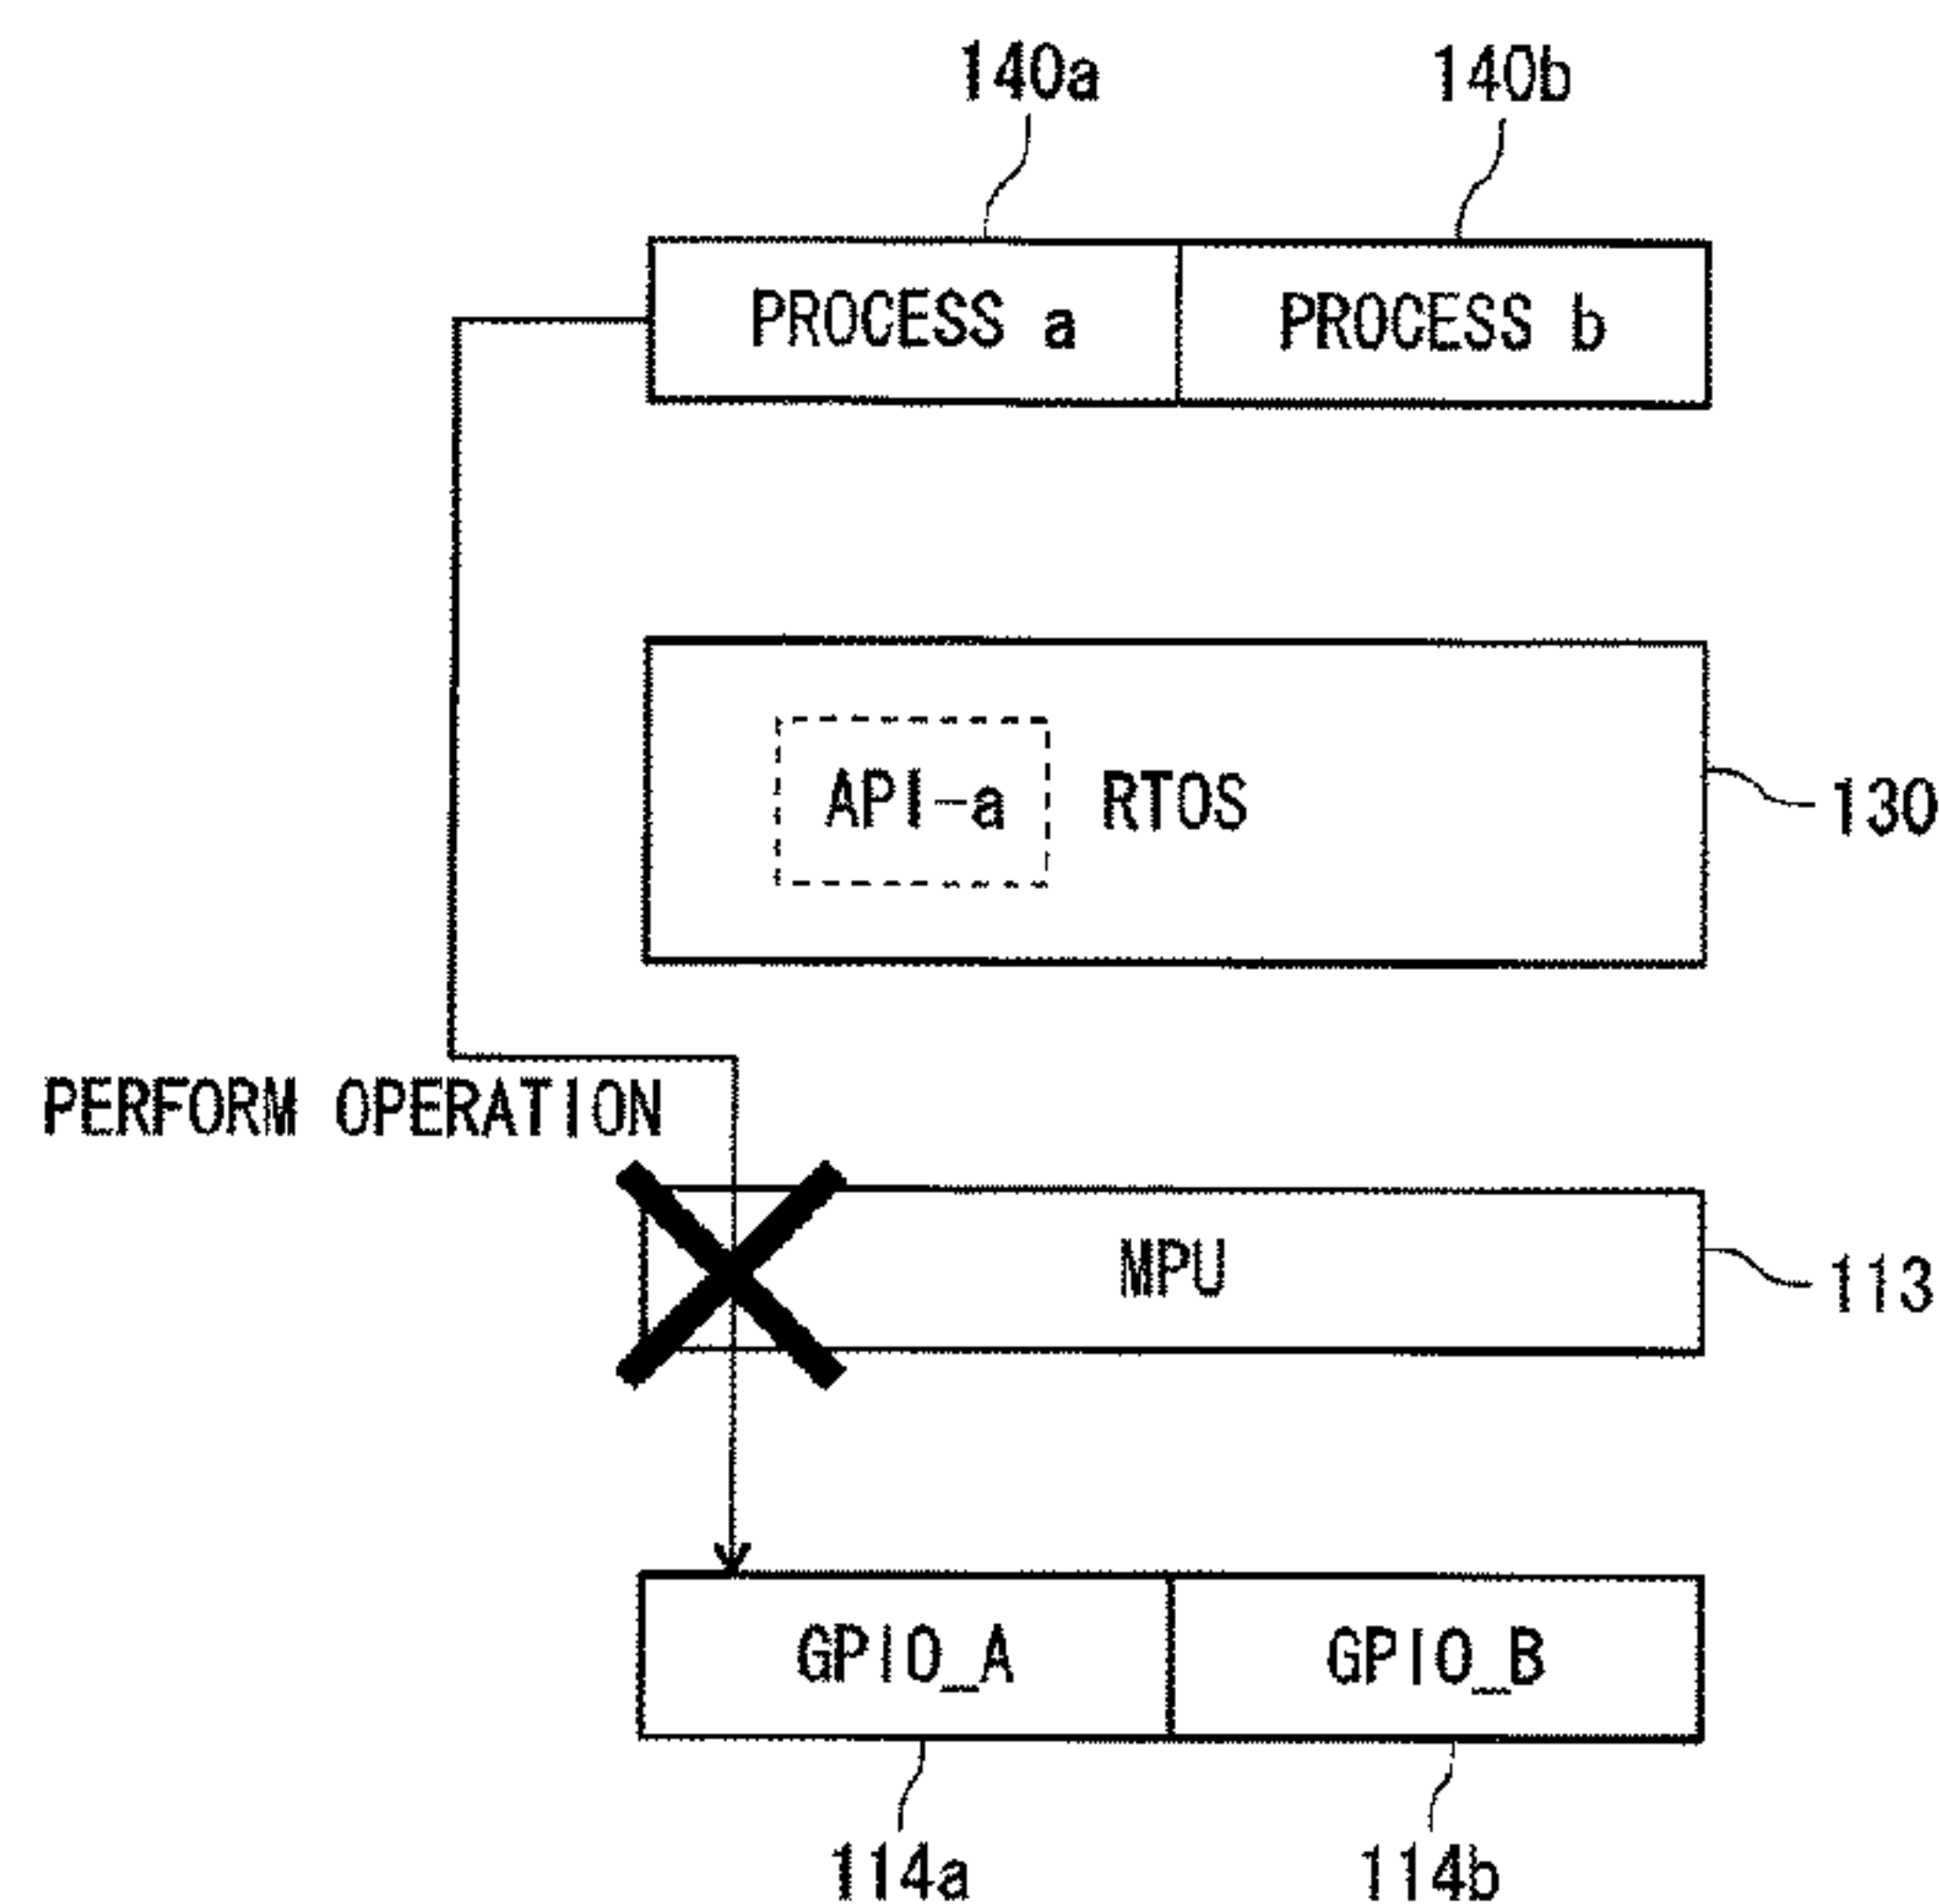 140a 140b
PROCESS a PROCESS b
API-a RTOS
130
PERFORM OPERATION
MPU
113
GPIO_A GPIO_B
114a 114b